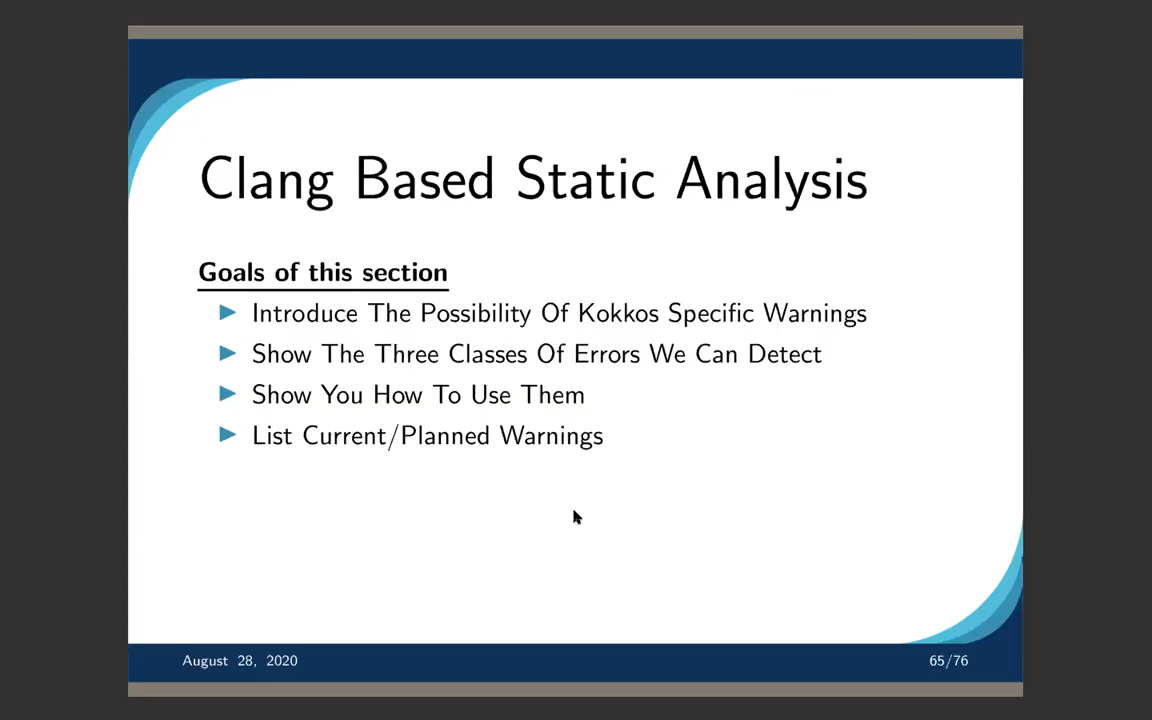 Clang Based Static Analysis
Goals of this section
Introduce The Possibility Of Kokkos Specific Warnings
Show The Three Classes Of Errors We Can Detect
Show You How To Use Them
List Current/Planned Warnings
August 28, 2020
65/76